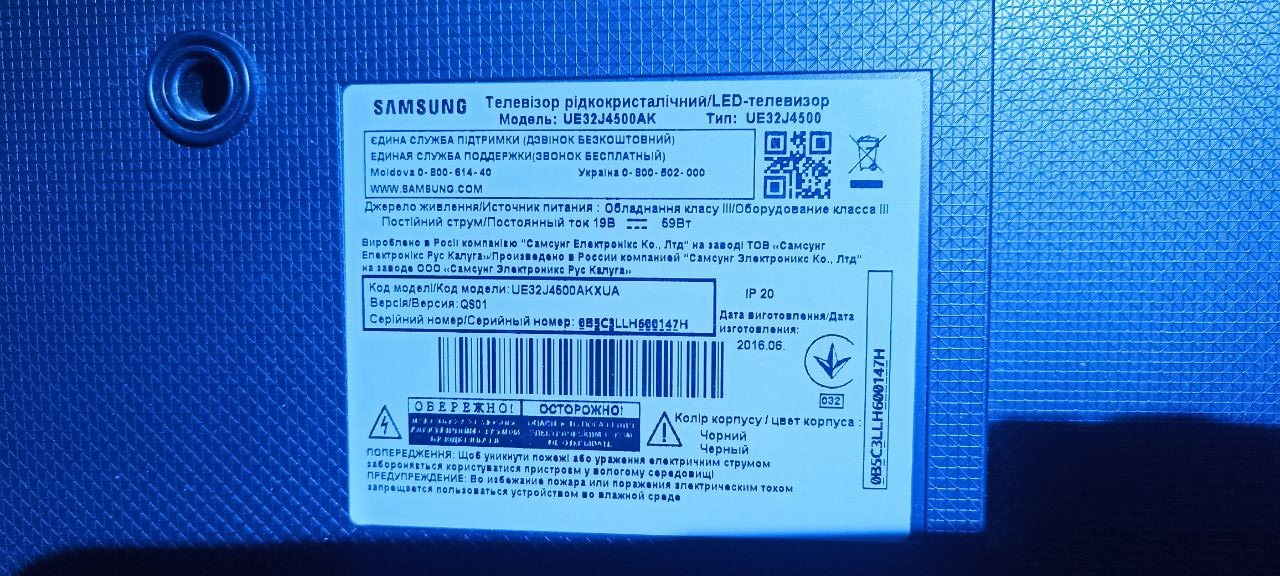 SAMSUNG Телевізор рідкокристалічний/LED-телевизор
Модель: UE32J4500AK Тип: UE32J4500
ЄДИНА СЛУЖБА ПІДТРИМКИ (ДЗВІНОК БЕЗКОШТОВНИЙ)
ЕДИНАЯ СЛУЖБА ПОДДЕРЖКИ(ЗВОНОК БЕСПЛАТНЫЙ)
Moldova 0-800-614-40 Україна 0-800-502-000
WWW.SAMSUNG.COM
Джерело живлення/Источник питания : Обладнання класу III/Оборудование класса III
Постійний струм/Постоянный ток 19В 59Вт
Вироблено в Росії компанією "Самсунг Електронікс Ко., Лтд" на заводі ТОВ «Самсунг
Електронікс Рус Калуга»/Произведено в России компанией "Самсунг Электроникс Ко., Лтд"
на заводе ООО «Самсунг Электроникс Рус Калуга»
Код моделі/Код модели: UE32J4500AKXUA
Версія/Версия: QS01
Серійний номер/Серийный номер: 0B5C3LLH600147H
IP 20
Дата виготовлення/Дата
изготовления:
2016.06.
032
0B5C3LLH600147H
ОБЕРЕЖНО! ОСТОРОЖНО!
Колір корпусу / цвет корпуса :
Чорний
Черный
ПОПЕРЕДЖЕННЯ: Щоб уникнути пожежі або ураження електричним струмом
забороняється користуватися пристроєм у вологому середовищі
ПРЕДУПРЕЖДЕНИЕ: Во избежание пожара или поражения электрическим током
запрещается пользоваться устройством во влажной среде